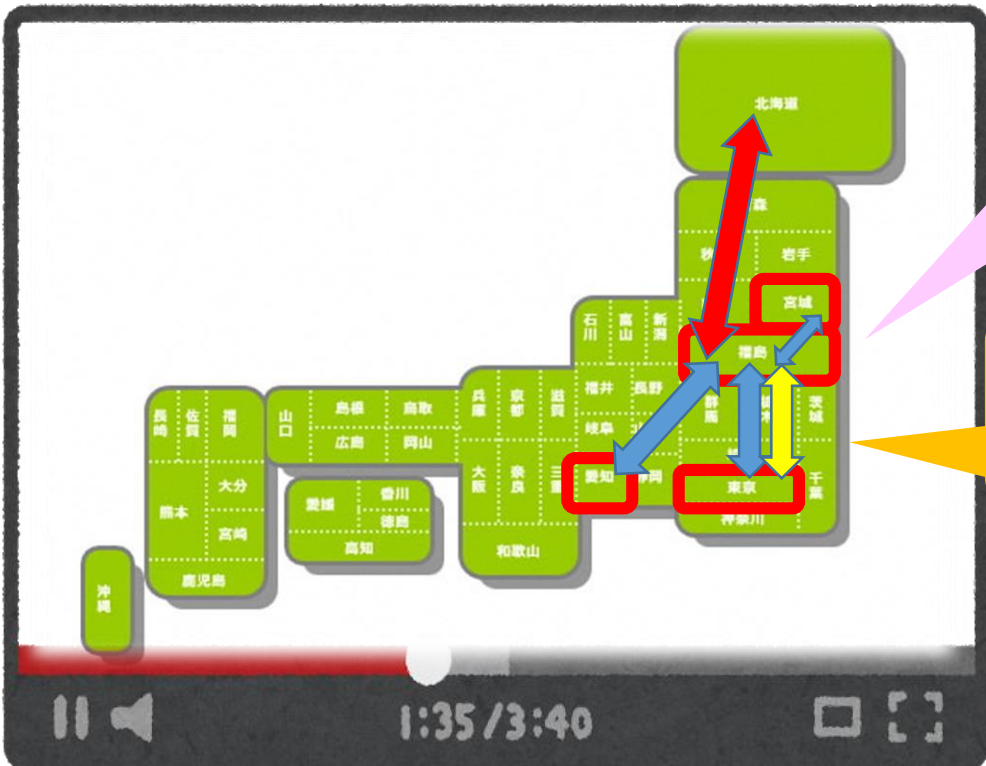 北海道
森
秋
岩手
宮城
石川
富山
新潟
福島
福井
長野
群馬
茨城
岐阜
愛知
静岡
東京
千葉
神奈川
兵庫
京都
滋賀
大阪
奈良
三重
和歌山
山口
島根
鳥取
広島
岡山
愛媛
香川
徳島
高知
長崎
佐賀
福岡
熊本
大分
宮崎
鹿児島
沖縄
1:35/3:40